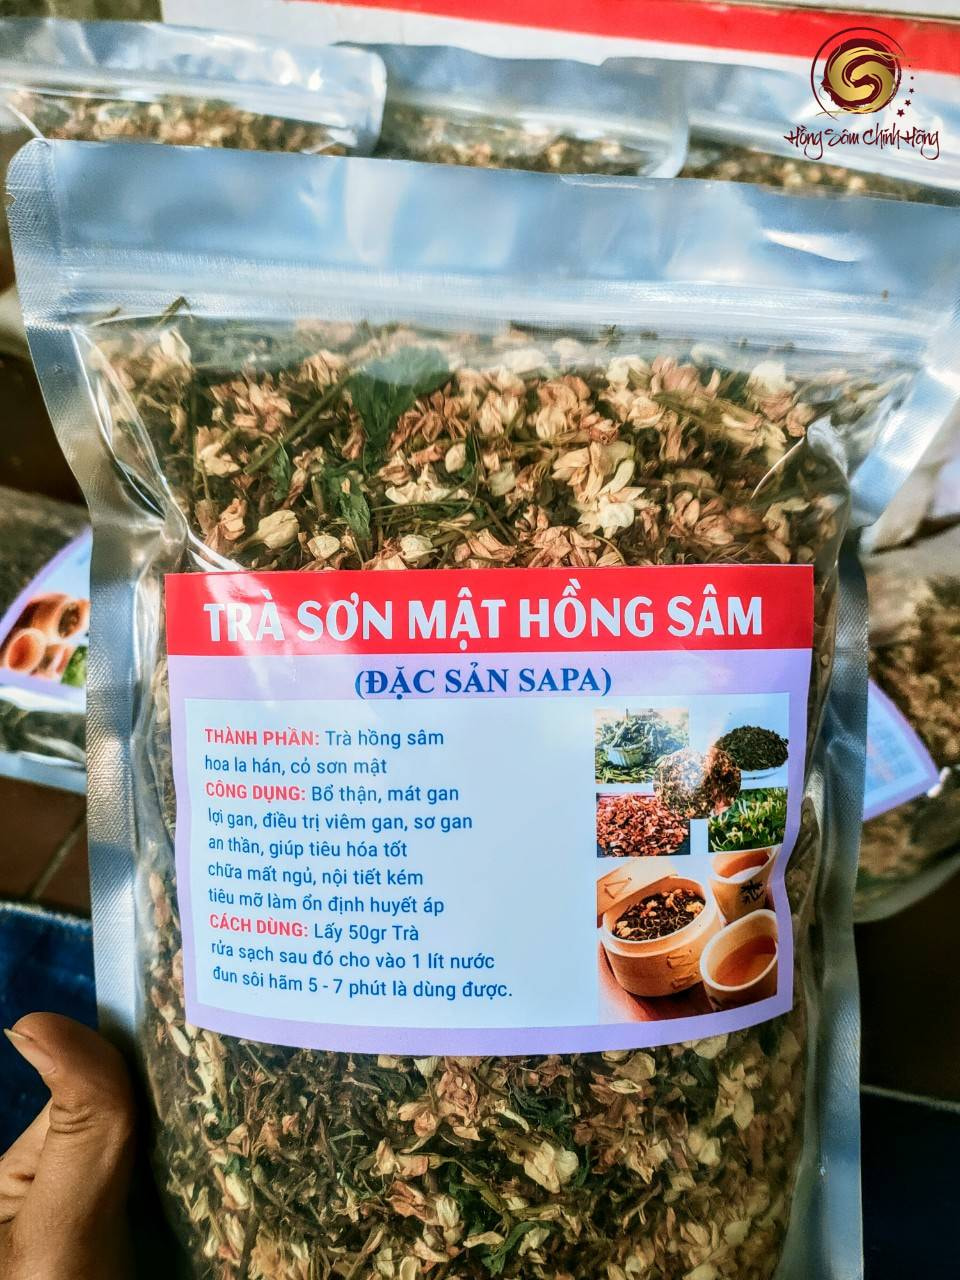 Hồng Sâm Chính Hãng
TRÀ SƠN MẬT HỒNG SÂM
(ĐẶC SẢN SAPA)
THÀNH PHẦN: Trà hồng sâm
hoa la hán, cỏ sơn mật
CÔNG DỤNG: Bổ thận, mát gan
lợi gan, điều trị viêm gan, sơ gan
an thần, giúp tiêu hóa tốt
chữa mất ngủ, nội tiết kém
tiêu mỡ làm ổn định huyết áp
CÁCH DÙNG: Lấy 50gr Trà
rửa sạch sau đó cho vào 1 lít nước
đun sôi hãm 5 - 7 phút là dùng được.